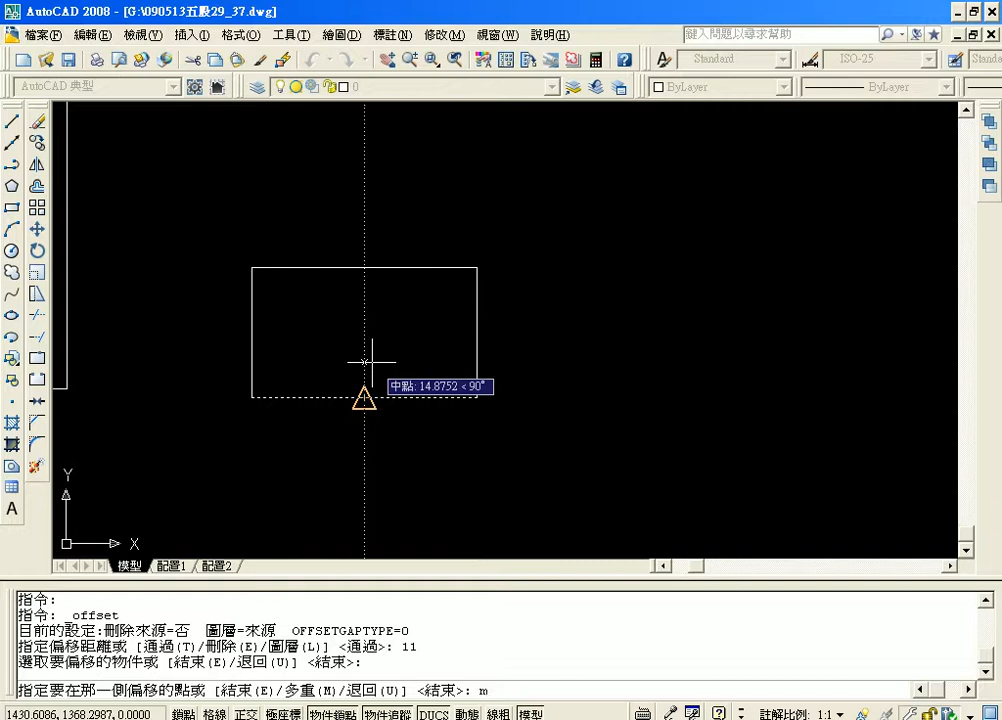 AutoCAD 2008 - [G:\090513五股29_37.dwg]
檔案(F) 編輯(E) 檢視(V) 插入(I) 格式(O) 工具(T) 繪圖(D) 標註(N) 修改(M) 視窗(W) 說明(H) 鍵入問題以尋求幫助
Standard ISO-25 Standa
AutoCAD 典型 0 ByLayer ByLayer
中點: 14.8752 < 90°
Y
X
A
模型 配置1 配置2
指令:
指令: _offset
目前的設定:刪除來源=否 圖層=來源 OFFSETGAPTYPE=0
指定偏移距離或 [通過(T)/刪除(E)/圖層(L)] <通過>: 11
選取要偏移的物件或 [結束(E)/退回(U)] <結束>:
指定要在那一側偏移的點或 [結束(E)/多重(M)/退回(U)] <結束>: m
1430.6086, 1368.2987, 0.0000 鎖點 格線 正交 極座標 物件鎖點 物件追蹤 DUCS 動態 線粗 模型 註解比例: 1:1